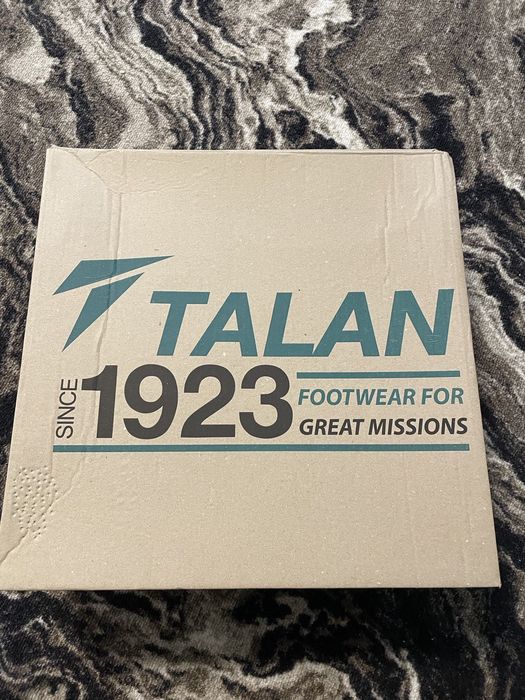 TALAN
SINCE 1923
FOOTWEAR FOR
GREAT MISSIONS